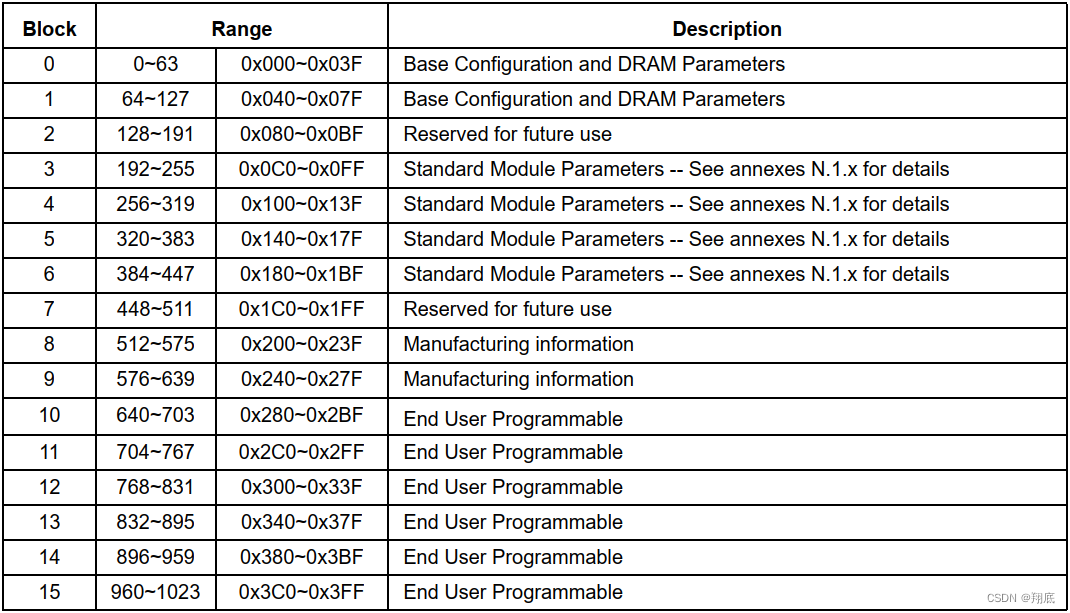 Block Range Description
0 0~63 0x000~0x03F Base Configuration and DRAM Parameters
1 64~127 0x040~0x07F Base Configuration and DRAM Parameters
2 128~191 0x080~0x0BF Reserved for future use
3 192~255 0x0C0~0x0FF Standard Module Parameters -- See annexes N.1.x for details
4 256~319 0x100~0x13F Standard Module Parameters -- See annexes N.1.x for details
5 320~383 0x140~0x17F Standard Module Parameters -- See annexes N.1.x for details
6 384~447 0x180~0x1BF Standard Module Parameters -- See annexes N.1.x for details
7 448~511 0x1C0~0x1FF Reserved for future use
8 512~575 0x200~0x23F Manufacturing information
9 576~639 0x240~0x27F Manufacturing information
10 640~703 0x280~0x2BF End User Programmable
11 704~767 0x2C0~0x2FF End User Programmable
12 768~831 0x300~0x33F End User Programmable
13 832~895 0x340~0x37F End User Programmable
14 896~959 0x380~0x3BF End User Programmable
15 960~1023 0x3C0~0x3FF End User Programmable
CSDN @翔底